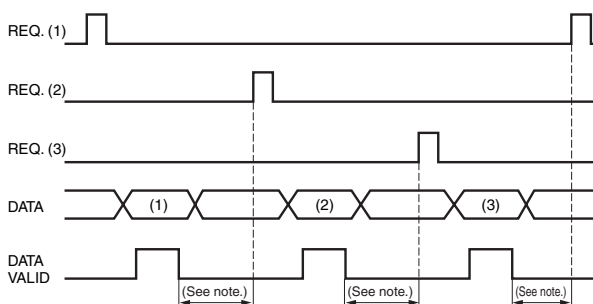 REQ. (1)
REQ. (2)
REQ. (3)
DATA
(1)
(2)
(3)
DATA
VALID
(See note.)
(See note.)
(See note.)